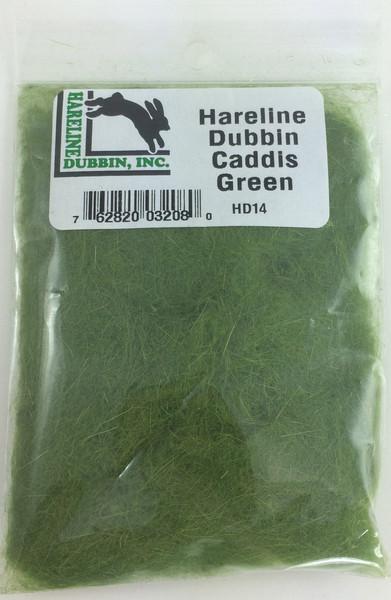 HARELINE
DUBBIN, INC.
Hareline
Dubbin
Caddis
Green
HD14
7 62820 03208 0